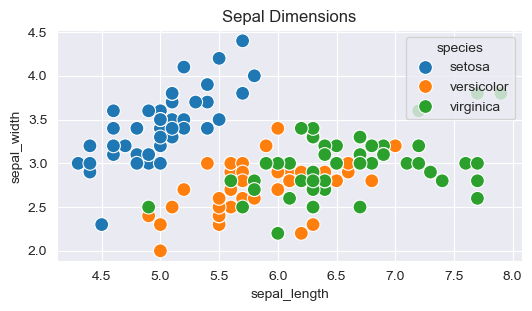 Sepal Dimensions
species
setosa
versicolor
virginica
4.5
4.0
3.5
3.0
2.5
2.0
sepal_width
4.5 5.0 5.5 6.0 6.5 7.0 7.5 8.0
sepal_length